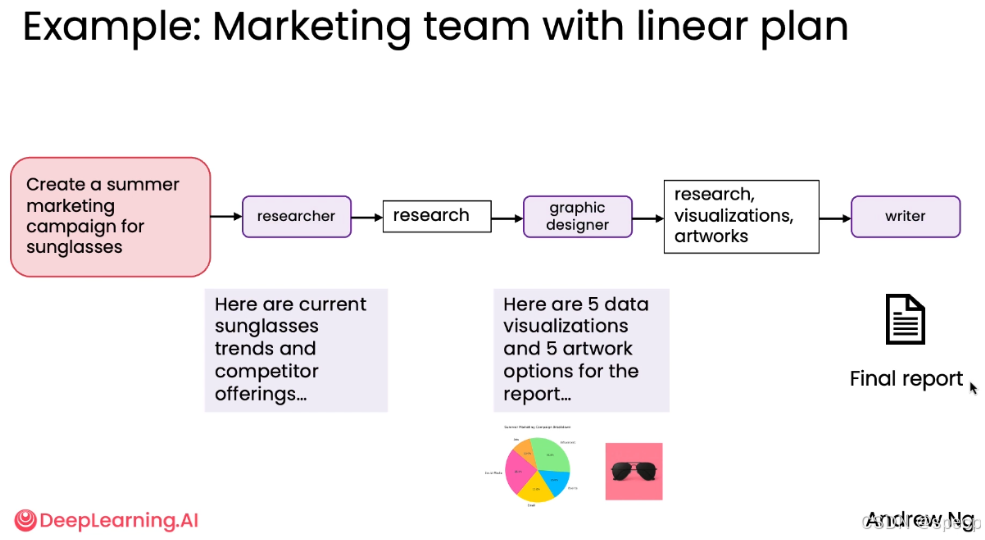 Example: Marketing team with linear plan
Create a summer
marketing
campaign for
sunglasses
researcher
research
graphic
designer
research,
visualizations,
artworks
writer
Here are current
sunglasses
trends and
competitor
offerings...
Here are 5 data
visualizations
and 5 artwork
options for the
report...
Final report
DeepLearning.AI
Andrew Ng